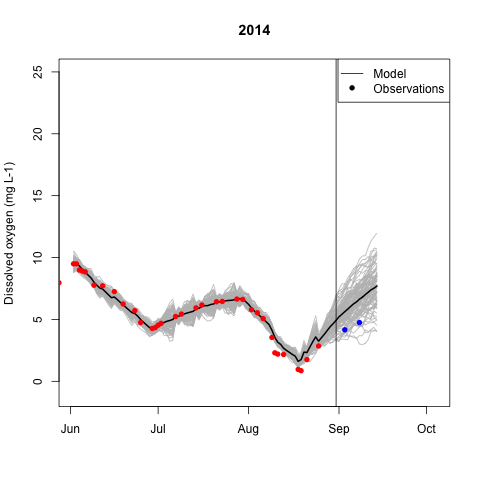 2014
Dissolved oxygen (mg L-1)
25
20
15
10
5
0
Jun
Jul
Aug
Sep
Oct
Model
Observations